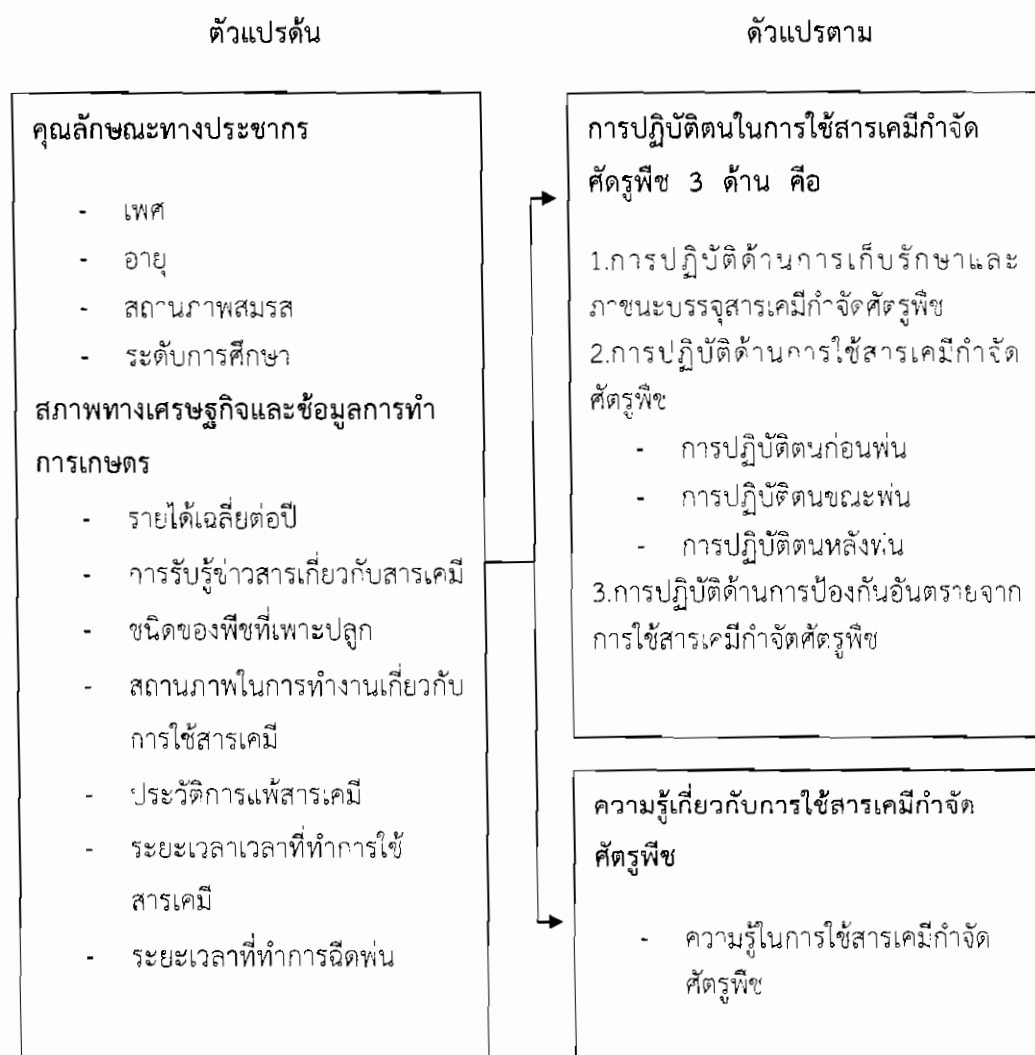 ตัวแปรต้น
ตัวแปรตาม
คุณลักษณะทางประชากร
- เพศ
- อายุ
- สถานภาพสมรส
- ระดับการศึกษา
สภาพทางเศรษฐกิจและข้อมูลการทำ
การเกษตร
- รายได้เฉลี่ยต่อปี
- การรับรู้ข่าวสารเกี่ยวกับสารเคมี
- ชนิดของพืชที่เพาะปลูก
- สถานภาพในการทำงานเกี่ยวกับ
การใช้สารเคมี
- ประวัติการแพ้สารเคมี
- ระยะเวลาเวลาที่ทำการใช้
สารเคมี
- ระยะเวลาที่ทำการฉีดพ่น
การปฏิบัติตนในการใช้สารเคมีกำจัด
ศัตรูพืช 3 ด้าน คือ
1.การปฏิบัติด้านการเก็บรักษาและ
ภาชนะบรรจุสารเคมีกำจัดศัตรูพืช
2.การปฏิบัติด้านการใช้สารเคมีกำจัด
ศัตรูพืช
- การปฏิบัติตนก่อนพ่น
- การปฏิบัติตนขณะพ่น
- การปฏิบัติตนหลังพ่น
3.การปฏิบัติด้านการป้องกันอันตรายจาก
การใช้สารเคมีกำจัดศัตรูพืช
ความรู้เกี่ยวกับการใช้สารเคมีกำจัด
ศัตรูพืช
- ความรู้ในการใช้สารเคมีกำจัด
ศัตรูพืช